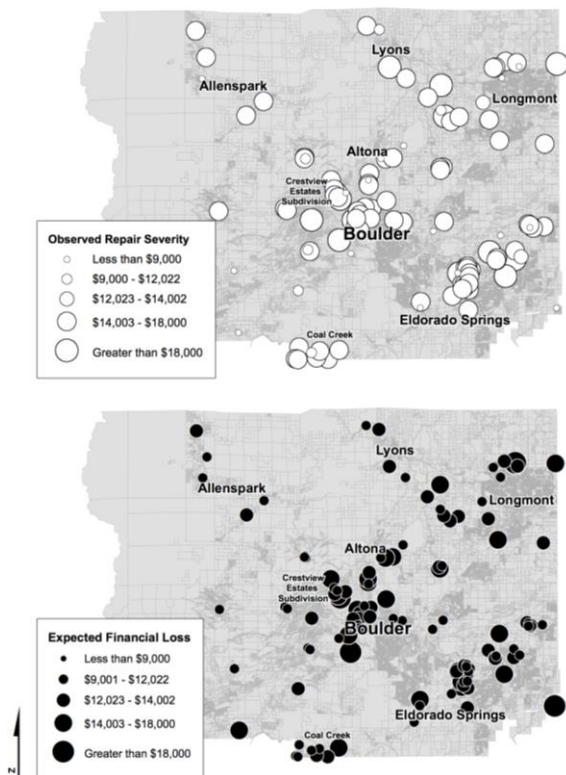 Lyons
Allenspark
Longmont
Altona
Crestview
Estates
Subdivision
Boulder
Observed Repair Severity
Less than $9,000
$9,000 - $12,022
$12,023 - $14,002
$14,003 - $18,000
Greater than $18,000
Eldorado Springs
Coal Creek
Lyons
Allenspark
Longmont
Altona
Crestview
Estates
Subdivision
Boulder
Expected Financial Loss
Less than $9,000
$9,001 - $12,022
$12,023 - $14,002
$14,003 - $18,000
Greater than $18,000
Eldorado Springs
Coal Creek
N